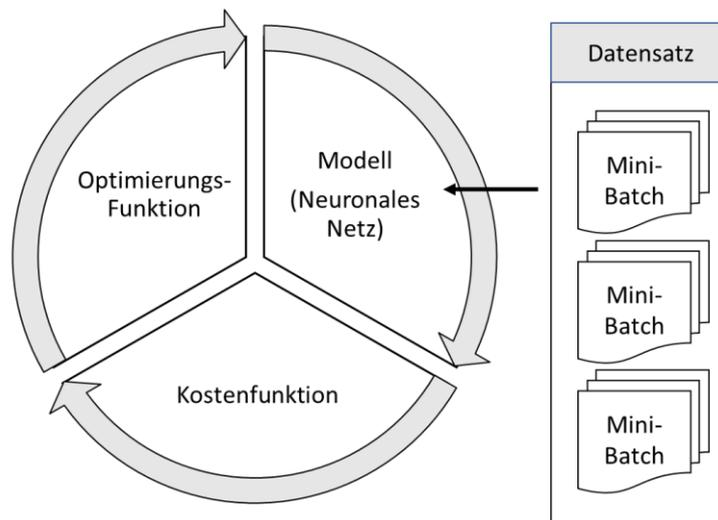 Optimierungs-
Funktion
Modell
(Neuronales
Netz)
Kostenfunktion
Datensatz
Mini-
Batch
Mini-
Batch
Mini-
Batch